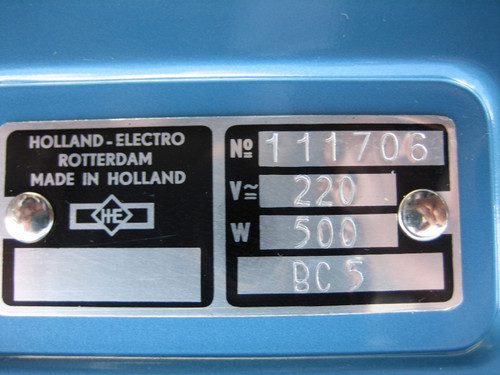 HOLLAND-ELECTRO
ROTTERDAM
MADE IN HOLLAND
HE
Nº 111706
V≂ 220
W 500
BC 5